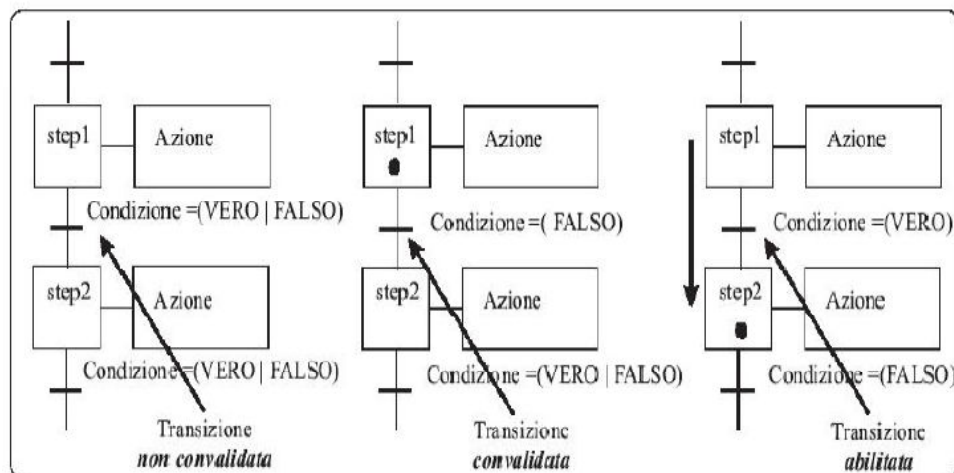 step1
Azione
Condizione =(VERO | FALSO)
step2
Azione
Condizione =(VERO | FALSO)
Transizione
non convalidata
step1
Azione
Condizione =( FALSO)
step2
Azione
Condizione =(VERO | FALSO)
Transizione
convalidata
step1
Azione
Condizione =(VERO)
step2
Azione
Condizione =(FALSO)
Transizione
abilitata